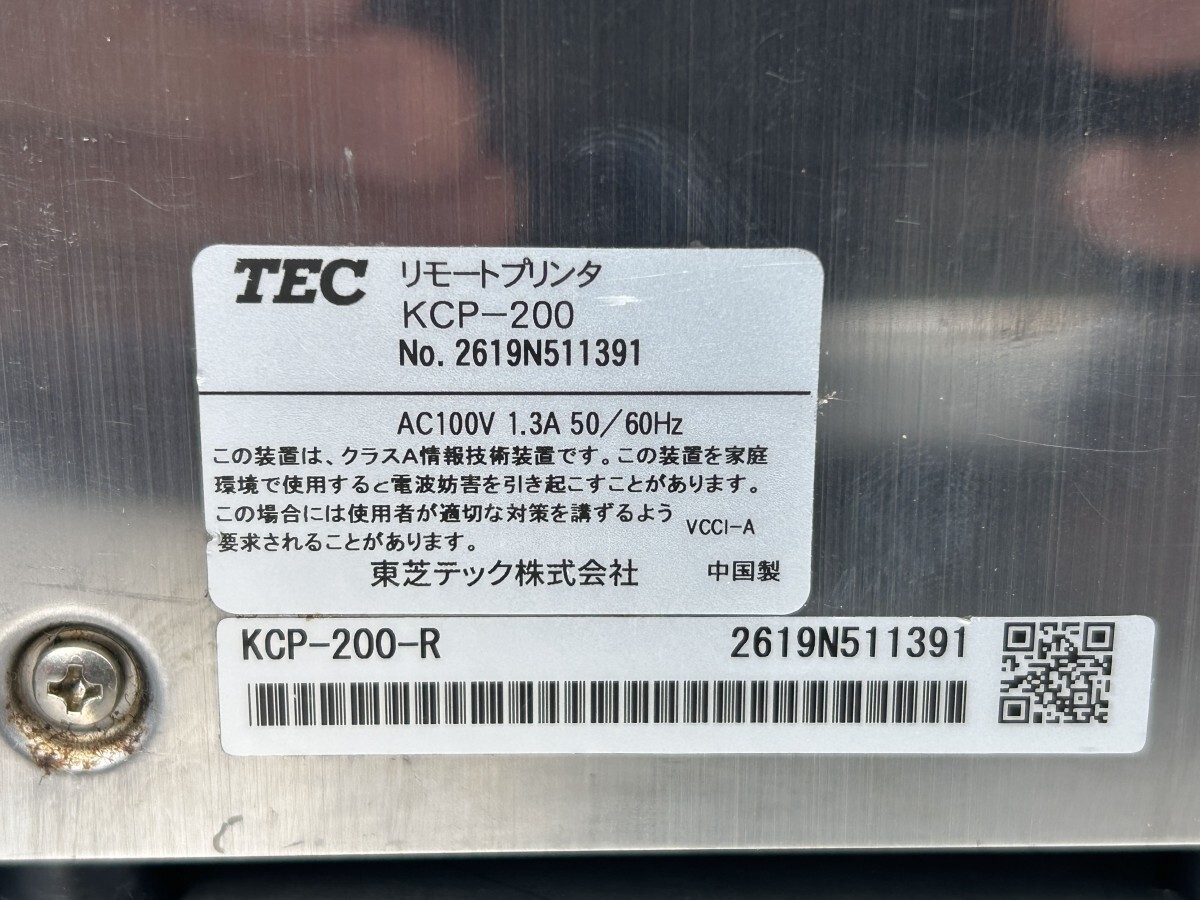 TEC リモートプリンタ
KCP-200
No. 2619N511391
AC100V 1.3A 50/60Hz
この装置は、クラスA情報技術装置です。この装置を家庭
環境で使用すると電波妨害を引き起こすことがあります。
この場合には使用者が適切な対策を講ずるよう
要求されることがあります。
VCCI-A
東芝テック株式会社 中国製
KCP-200-R 2619N511391